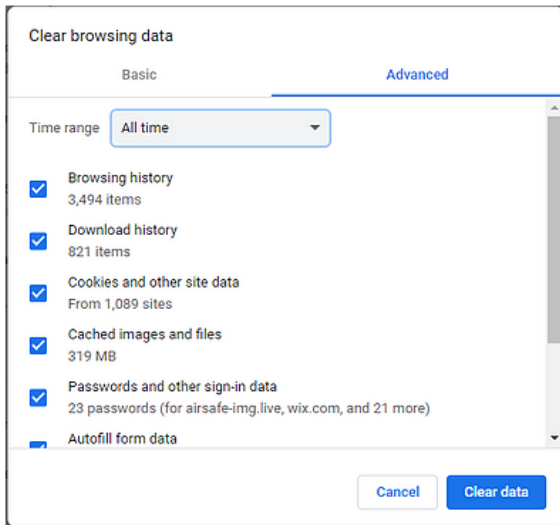 Clear browsing data
Basic
Advanced
Time range
All time
Browsing history
3,494 items
Download history
821 items
Cookies and other site data
From 1,089 sites
Cached images and files
319 MB
Passwords and other sign-in data
23 passwords (for airsafe-img.live, wix.com, and 21 more)
Autofill form data
Cancel
Clear data